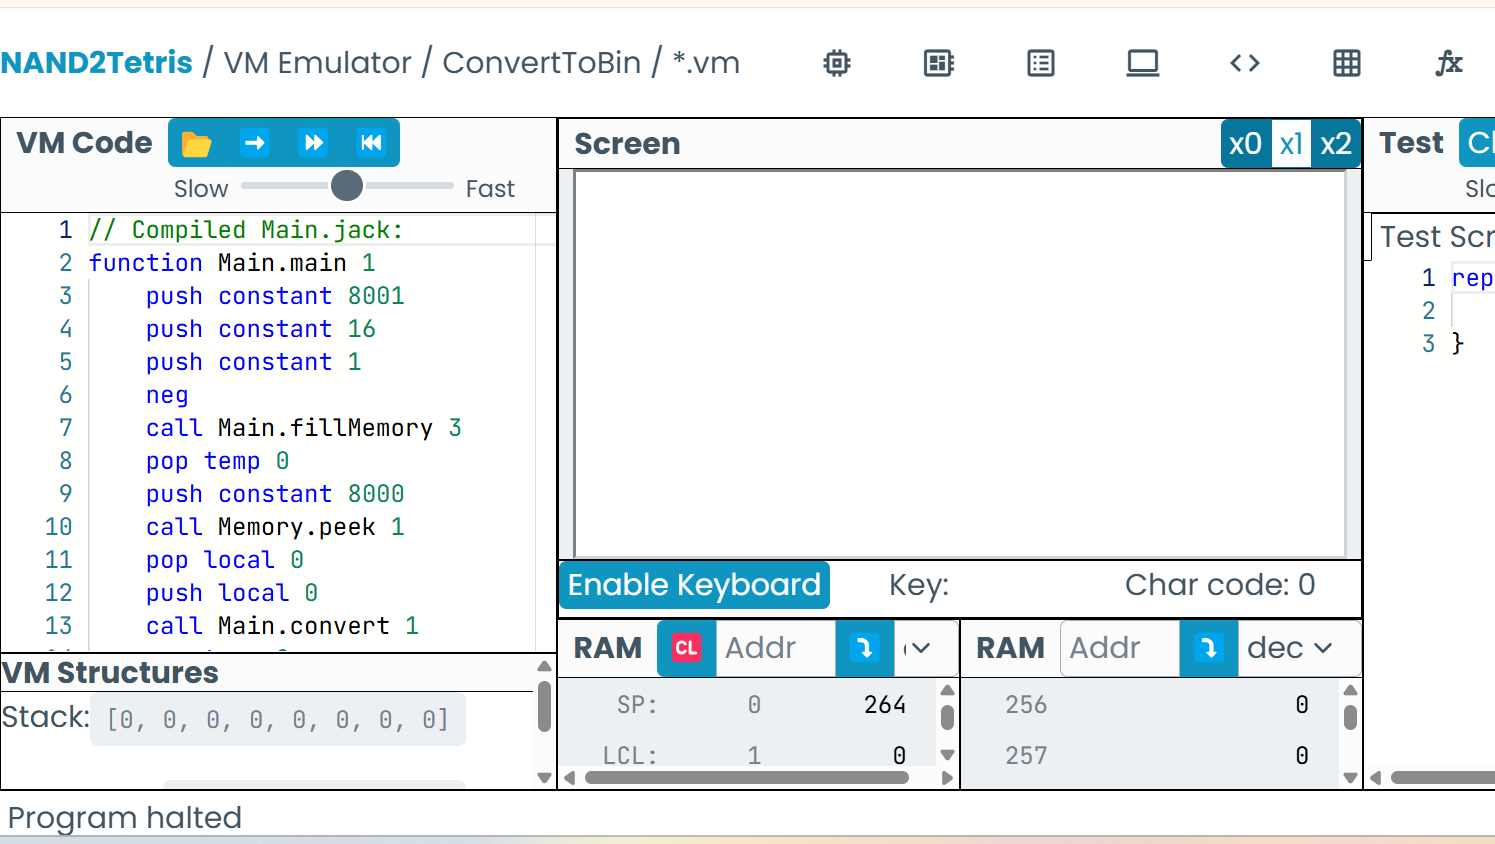 NAND2Tetris / VM Emulator / ConvertToBin / *.vm
VM Code
Slow Fast
1 // Compiled Main.jack:
2 function Main.main 1
3 push constant 8001
4 push constant 16
5 push constant 1
6 neg
7 call Main.fillMemory 3
8 pop temp 0
9 push constant 8000
10 call Memory.peek 1
11 pop local 0
12 push local 0
13 call Main.convert 1
VM Structures
Stack: [0, 0, 0, 0, 0, 0, 0, 0]
Screen x0 x1 x2
Enable Keyboard Key: Char code: 0
RAM CL Addr
SP: 0 264
LCL: 1 0
RAM Addr dec
256 0
257 0
Test
Test Scr
1 rep
2
3 }
Program halted